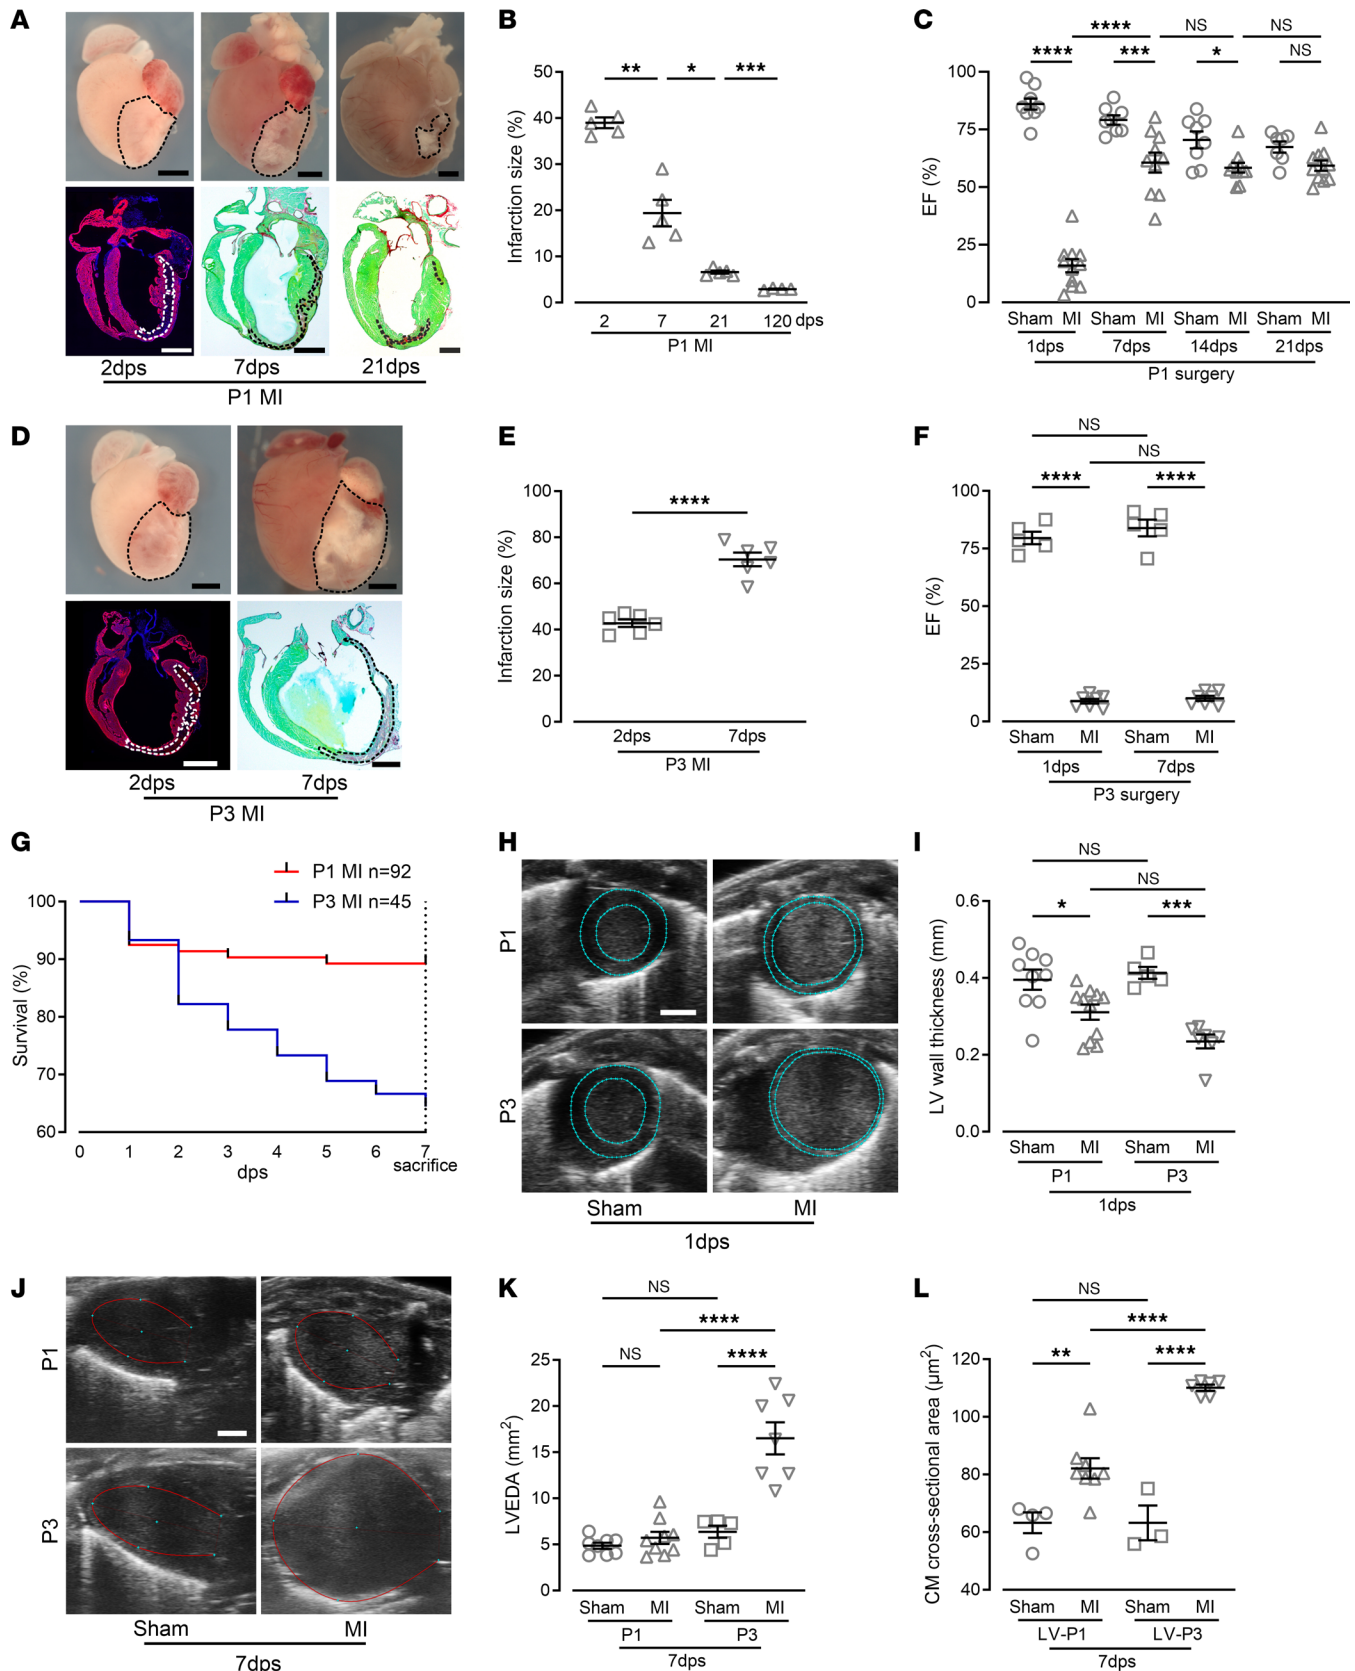 A
2dps 7dps 21dps
P1 MI
B
** * ***
50
40
30
20
10
0
Infarction size (%)
2 7 21 120 dps
P1 MI
C
NS NS
****
**** *** * NS
100
75
50
25
0
EF (%)
Sham MI Sham MI Sham MI Sham MI
1dps 7dps 14dps 21dps
P1 surgery
D
2dps 7dps
P3 MI
E
****
100
80
60
40
20
0
Infarction size (%)
2dps 7dps
P3 MI
F
NS
NS
**** ****
100
75
50
25
0
EF (%)
Sham MI Sham MI
1dps 7dps
P3 surgery
G
P1 MI n=92
P3 MI n=45
100
90
80
70
60
Survival (%)
0 1 2 3 4 5 6 7
dps
sacrifice
H
P1
P3
Sham MI
1dps
I
NS
NS
* ***
0.6
0.4
0.2
0.0
LV wall thickness (mm)
Sham MI Sham MI
P1 P3
1dps
J
P1
P3
Sham MI
7dps
K
NS
****
NS ****
25
20
15
10
5
0
LVEDA (mm²)
Sham MI Sham MI
P1 P3
7dps
L
NS
****
** ****
120
100
80
60
40
CM cross-sectional area (µm²)
Sham MI Sham MI
LV-P1 LV-P3
7dps